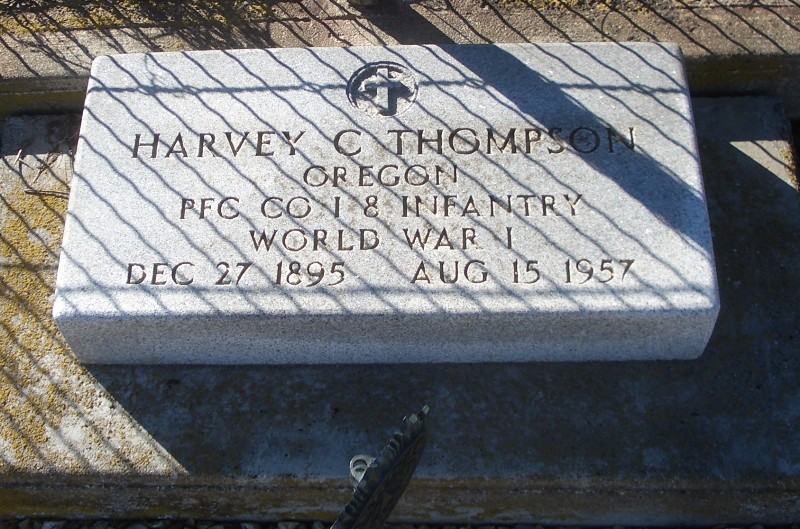 HARVEY C THOMPSON
OREGON
PFC CO I 8 INFANTRY
WORLD WAR I
DEC 27 1895 AUG 15 1957